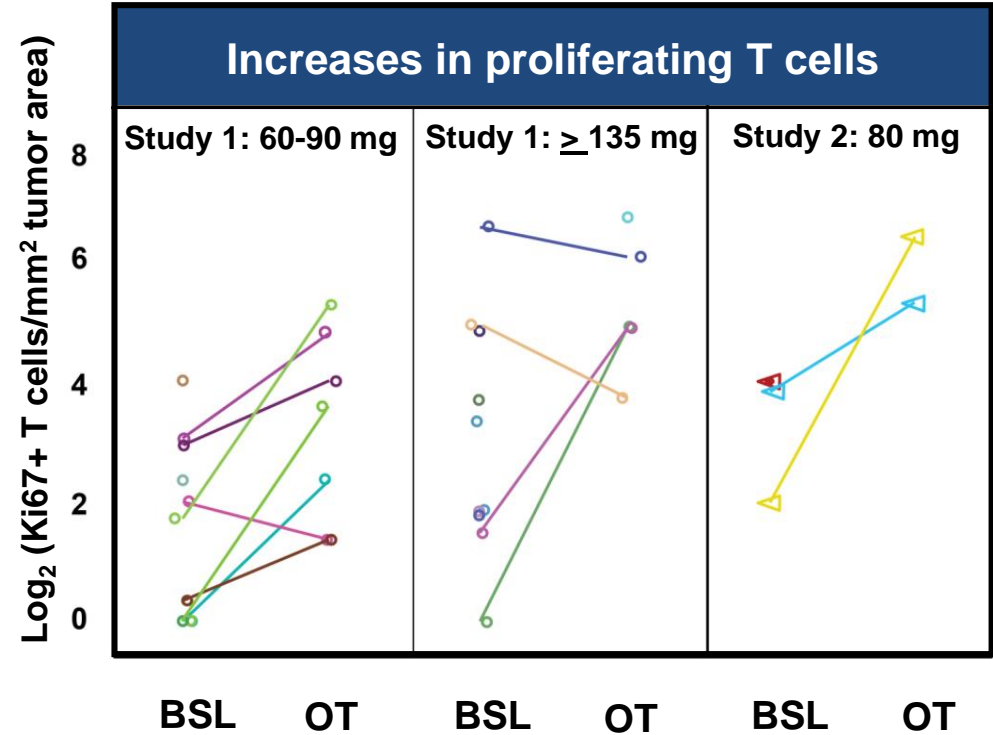 Increases in proliferating T cells
Log₂ (Ki67+ T cells/mm² tumor area)
Study 1: 60-90 mg
Study 1: ≥ 135 mg
Study 2: 80 mg
8
6
4
2
0
BSL OT BSL OT BSL OT